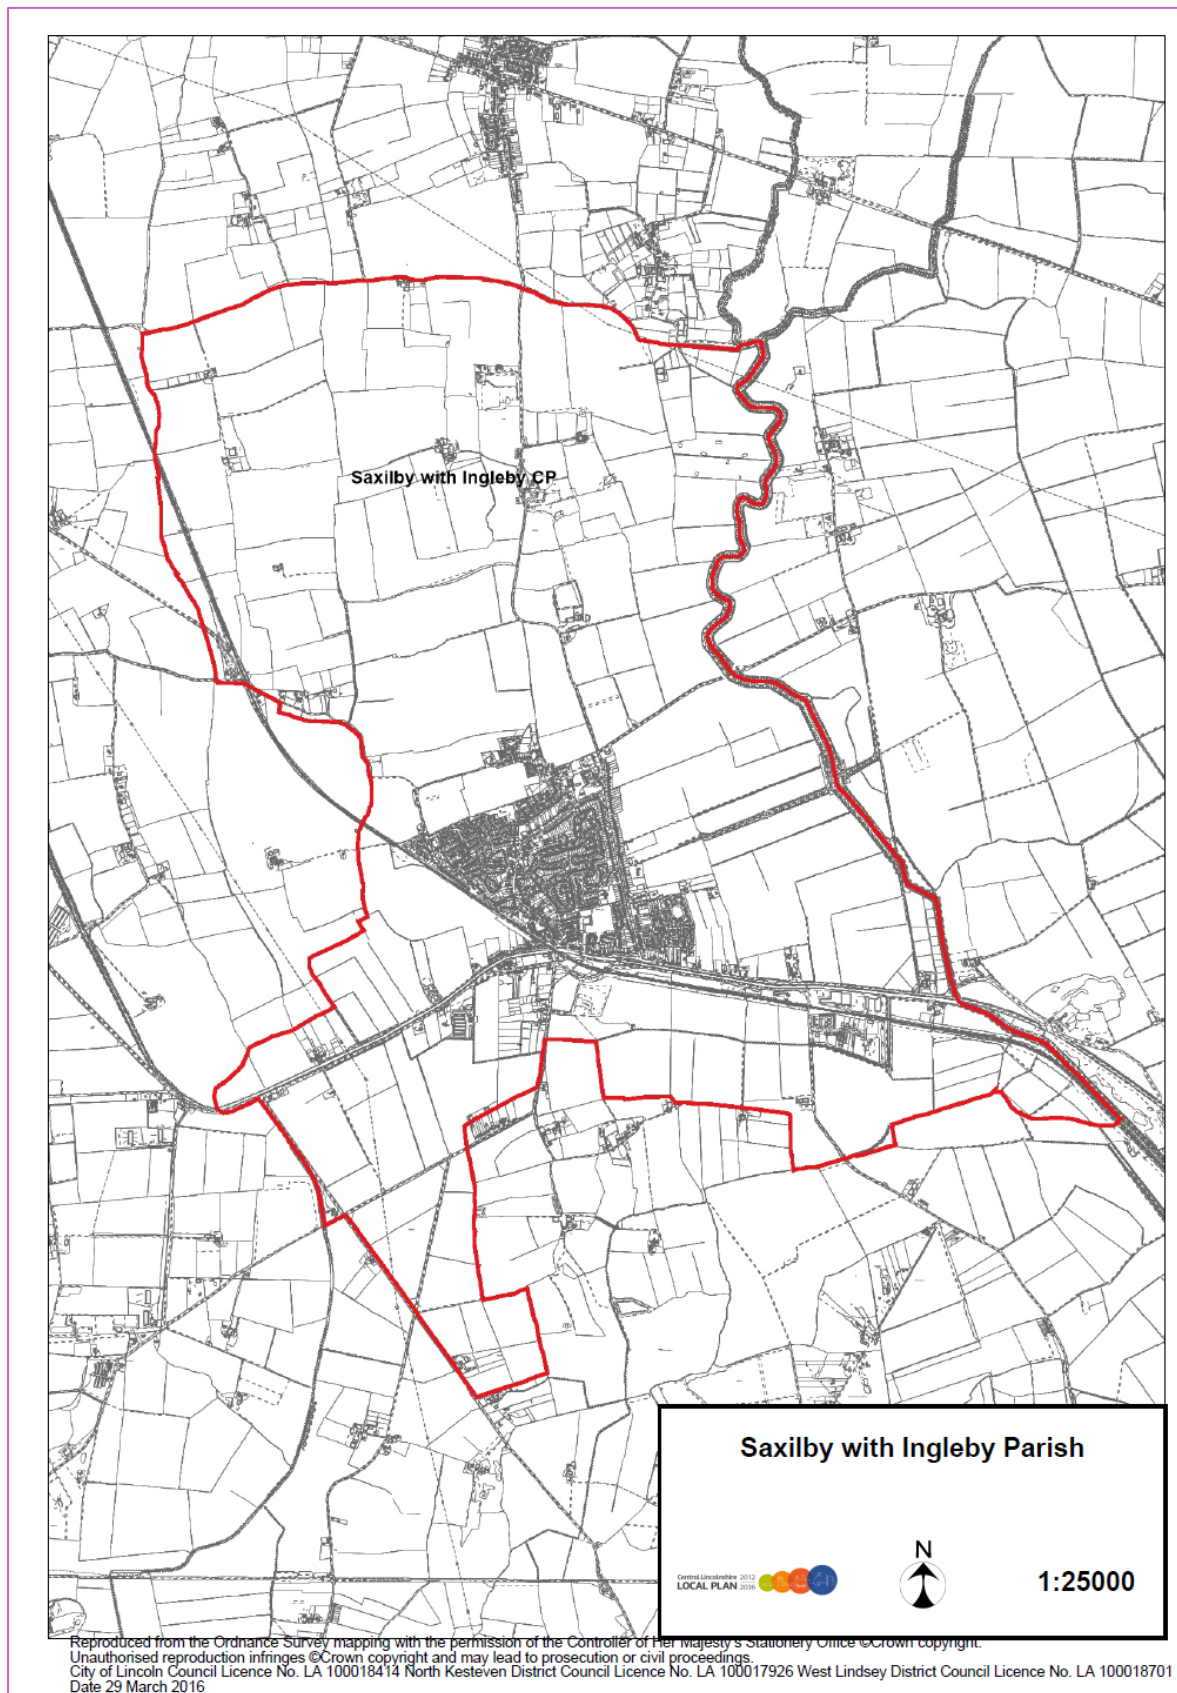 Saxilby with Ingleby CP
Saxilby with Ingleby Parish
Central Lincolnshire 2012
LOCAL PLAN 2036
N
1:25000
Reproduced from the Ordnance Survey mapping with the permission of the Controller of Her Majesty's Stationery Office ©Crown copyright.
Unauthorised reproduction infringes ©Crown copyright and may lead to prosecution or civil proceedings.
City of Lincoln Council Licence No. LA 100018414 North Kesteven District Council Licence No. LA 100017926 West Lindsey District Council Licence No. LA 100018701
Date 29 March 2016